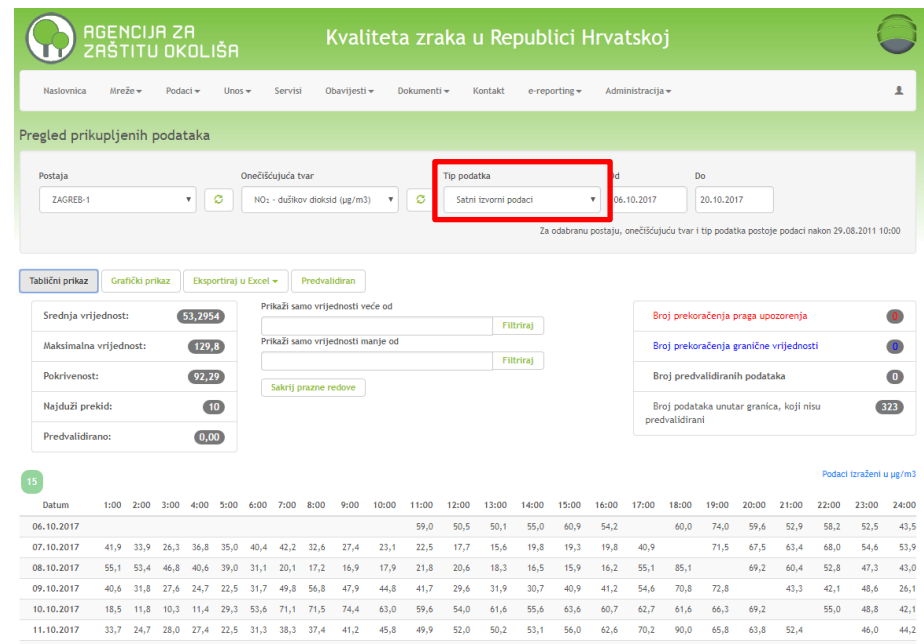 AGENCIJA ZA
ZAŠTITU OKOLIŠA
Kvaliteta zraka u Republici Hrvatskoj
Naslovnica Mreže Podaci Unos Servisi Obavijesti Dokumenti Kontakt e-reporting Administracija
Pregled prikupljenih podataka
Postaja Onečišćujuća tvar Tip podatka Od Do
ZAGREB-1 NO₂ - dušikov dioksid (µg/m3) Satni izvorni podaci 06.10.2017 20.10.2017
Za odabranu postaju, onečišćujuću tvar i tip podatka postoje podaci nakon 29.08.2011 10:00
Tablični prikaz Grafički prikaz Eksportiraj u Excel Predvalidiran
Srednja vrijednost: 53,2954
Maksimalna vrijednost: 129,8
Pokrivenost: 92,29
Najduži prekid: 10
Predvalidirano: 0,00
Prikaži samo vrijednosti veće od
Filtriraj
Prikaži samo vrijednosti manje od
Filtriraj
Sakrij prazne redove
Broj prekoračenja praga upozorenja 0
Broj prekoračenja granične vrijednosti 0
Broj predvalidiranih podataka 0
Broj podataka unutar granica, koji nisu 323
predvalidirani
15
Podaci izraženi u µg/m3
Datum 1:00 2:00 3:00 4:00 5:00 6:00 7:00 8:00 9:00 10:00 11:00 12:00 13:00 14:00 15:00 16:00 17:00 18:00 19:00 20:00 21:00 22:00 23:00 24:00
06.10.2017 59,0 50,5 50,1 55,0 60,9 54,2 60,0 74,0 59,6 52,9 58,2 52,5 43,5
07.10.2017 41,9 33,9 26,3 36,8 35,0 40,4 42,2 32,6 27,4 23,1 22,5 17,7 15,6 19,8 19,3 19,8 40,9 71,5 67,5 63,4 68,0 54,6 53,9
08.10.2017 55,1 53,4 46,8 40,6 39,0 31,1 20,1 17,2 16,9 17,9 21,8 20,6 18,3 16,5 15,9 16,2 55,1 85,1 69,2 60,4 52,8 47,3 43,0
09.10.2017 40,6 31,8 27,6 24,7 22,5 31,7 49,8 56,8 47,9 44,8 41,7 29,6 31,9 30,7 40,9 41,2 54,6 70,8 72,8 43,3 42,1 48,6 26,1
10.10.2017 18,5 11,8 10,3 11,4 29,3 53,6 71,1 71,5 74,4 63,0 59,6 54,0 61,6 55,6 63,6 60,7 62,7 61,6 66,3 69,2 55,0 48,8 42,1
11.10.2017 33,7 24,7 28,0 27,4 22,5 31,3 38,3 37,4 41,2 45,8 49,9 52,0 50,2 53,1 56,0 62,6 70,2 90,0 65,8 63,8 62,4 46,0 44,2